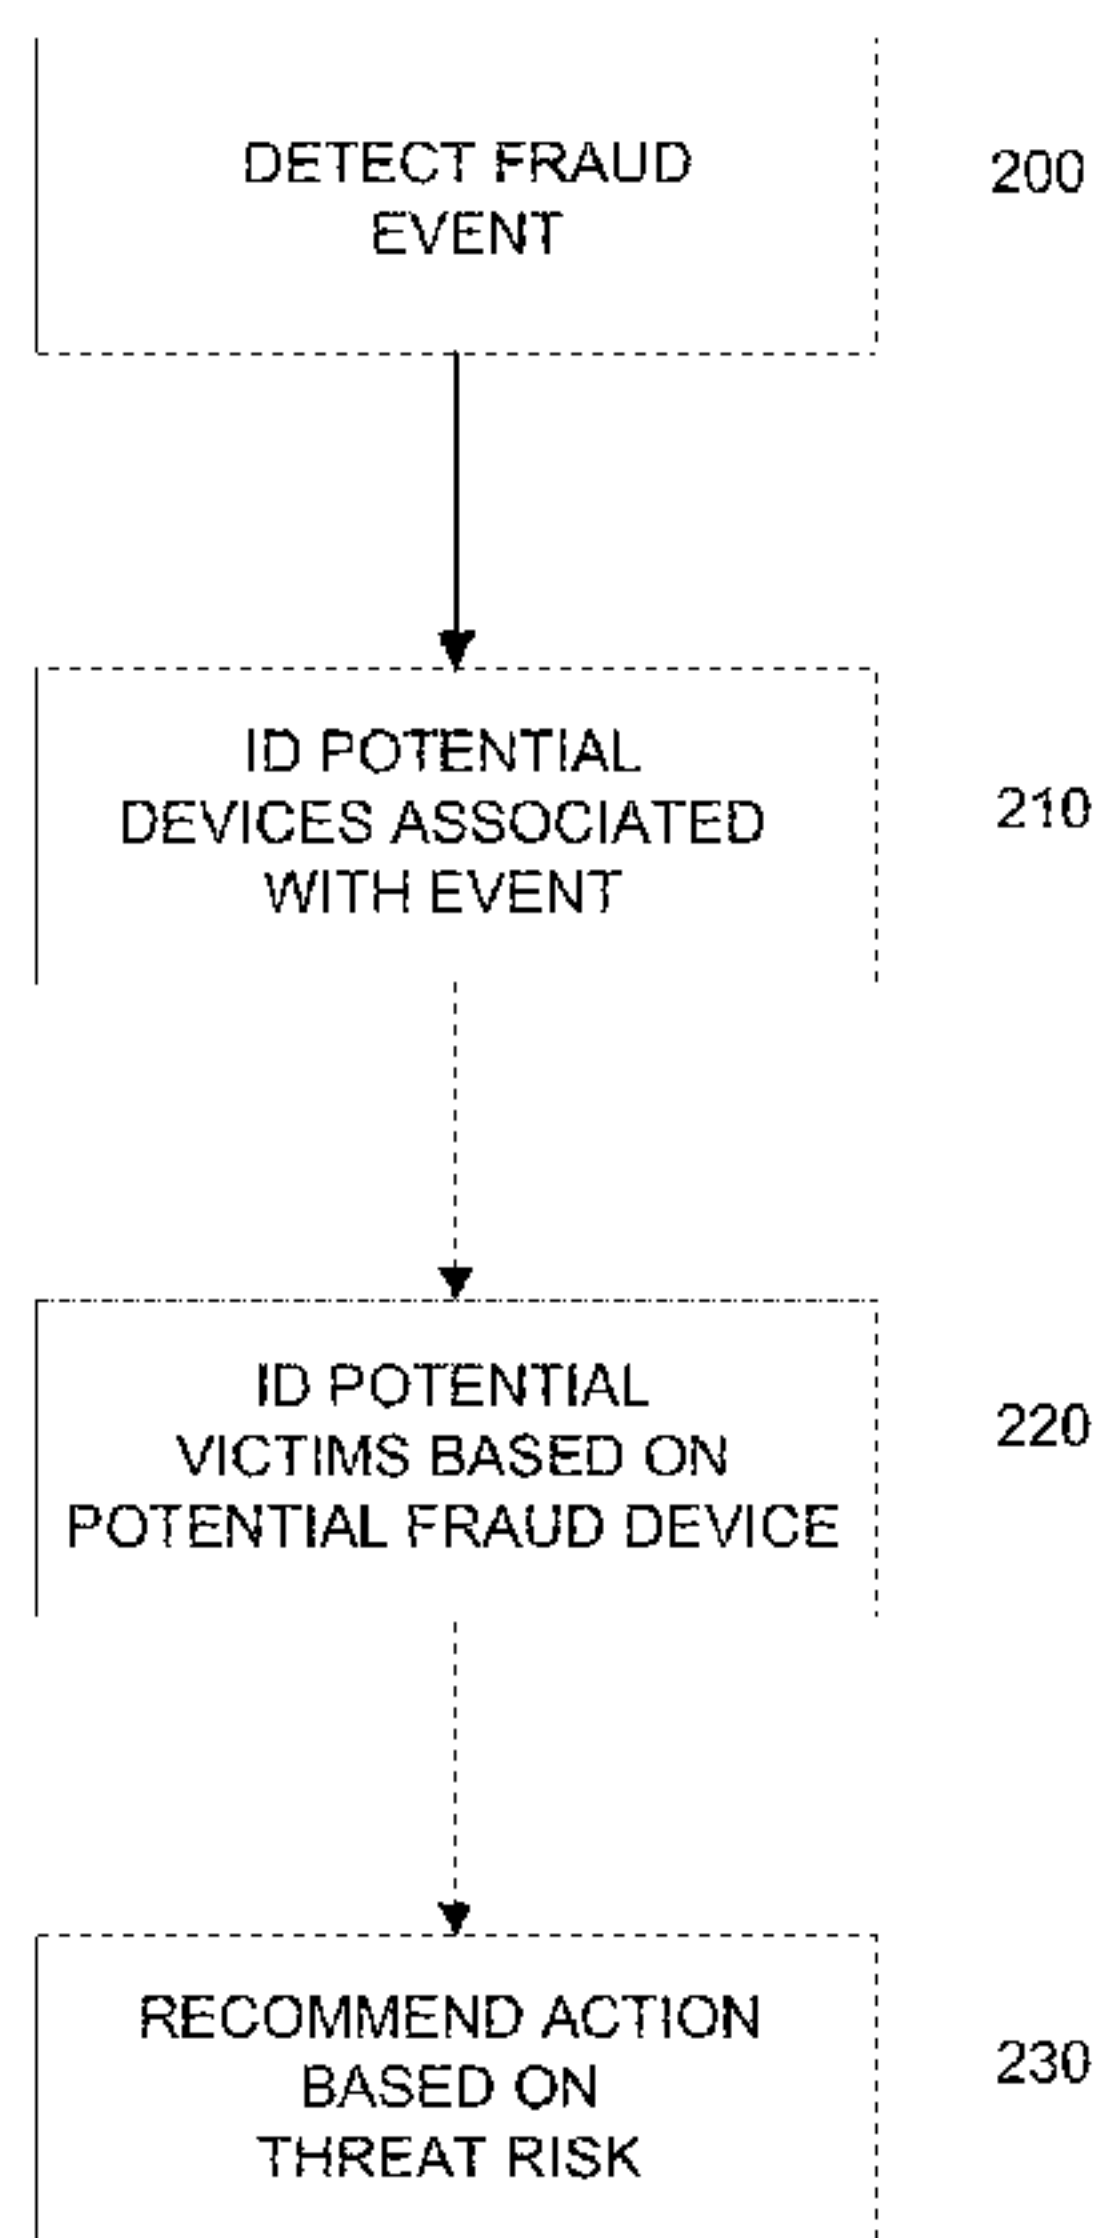 DETECT FRAUD
EVENT
200
ID POTENTIAL
DEVICES ASSOCIATED
WITH EVENT
210
ID POTENTIAL
VICTIMS BASED ON
POTENTIAL FRAUD DEVICE
220
RECOMMEND ACTION
BASED ON
THREAT RISK
230